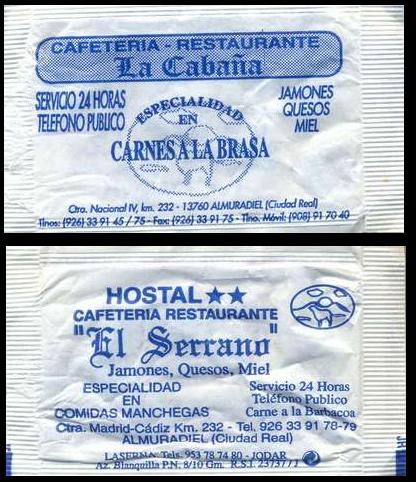 CAFETERIA - RESTAURANTE
La Cabaña
SERVICIO 24 HORAS
TELEFONO PUBLICO
ESPECIALIDAD
EN
CARNES A LA BRASA
JAMONES
QUESOS
MIEL
Ctra. Nacional IV, km. 232 - 13760 ALMURADIEL (Ciudad Real)
Tlnos: (926) 33 91 45 / 75 - Fax: (926) 33 91 75 - Tlno. Móvil: (908) 91 70 40
HOSTAL ★★
CAFETERIA RESTAURANTE
"El Serrano"
Jamones, Quesos, Miel
ESPECIALIDAD
EN
COMIDAS MANCHEGAS
Servicio 24 Horas
Teléfono Publico
Carne a la Barbacoa
Ctra. Madrid-Cádiz Km. 232 - Tel. 926 33 91 78-79
ALMURADIEL (Ciudad Real)
LASERNA. Tels. 953 78 74 80 - JODAR
Az. Blanquilla P.N. 8/10 Gm. R.S.I. 23737/J